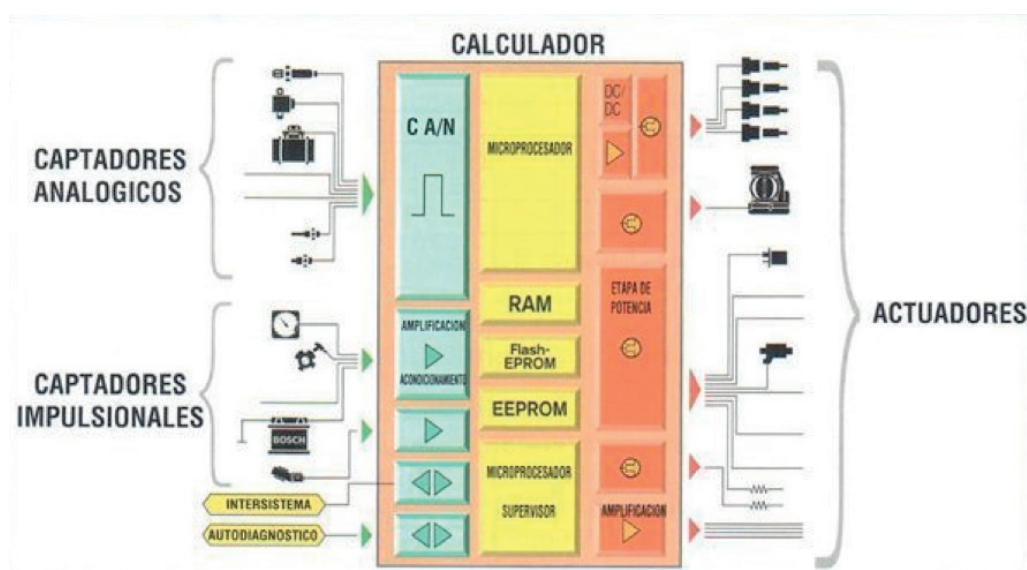 CALCULADOR
CAPTADORES
ANALOGICOS
CAPTADORES
IMPULSIONALES
BOSCH
INTERSISTEMA
AUTODIAGNOSTICO
C A/N
AMPLIFICACION
ACONDICIONAMIENTO
MICROPROCESADOR
RAM
Flash-
EPROM
EEPROM
MICROPROCESADOR
SUPERVISOR
DC/
DC
ETAPA DE
POTENCIA
AMPLIFICACION
ACTUADORES